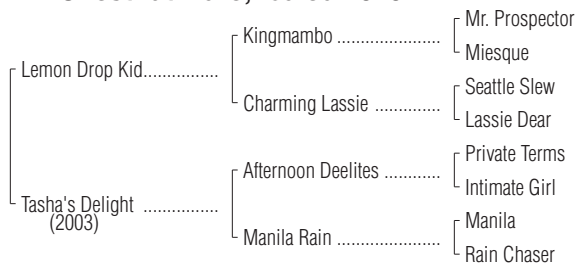 Kingmambo ..................
Mr. Prospector
Miesque
Lemon Drop Kid................
Charming Lassie ..............
Seattle Slew
Lassie Dear
Afternoon Deelites ............
Private Terms
Intimate Girl
Tasha's Delight ................
(2003)
Manila Rain ..................
Manila
Rain Chaser